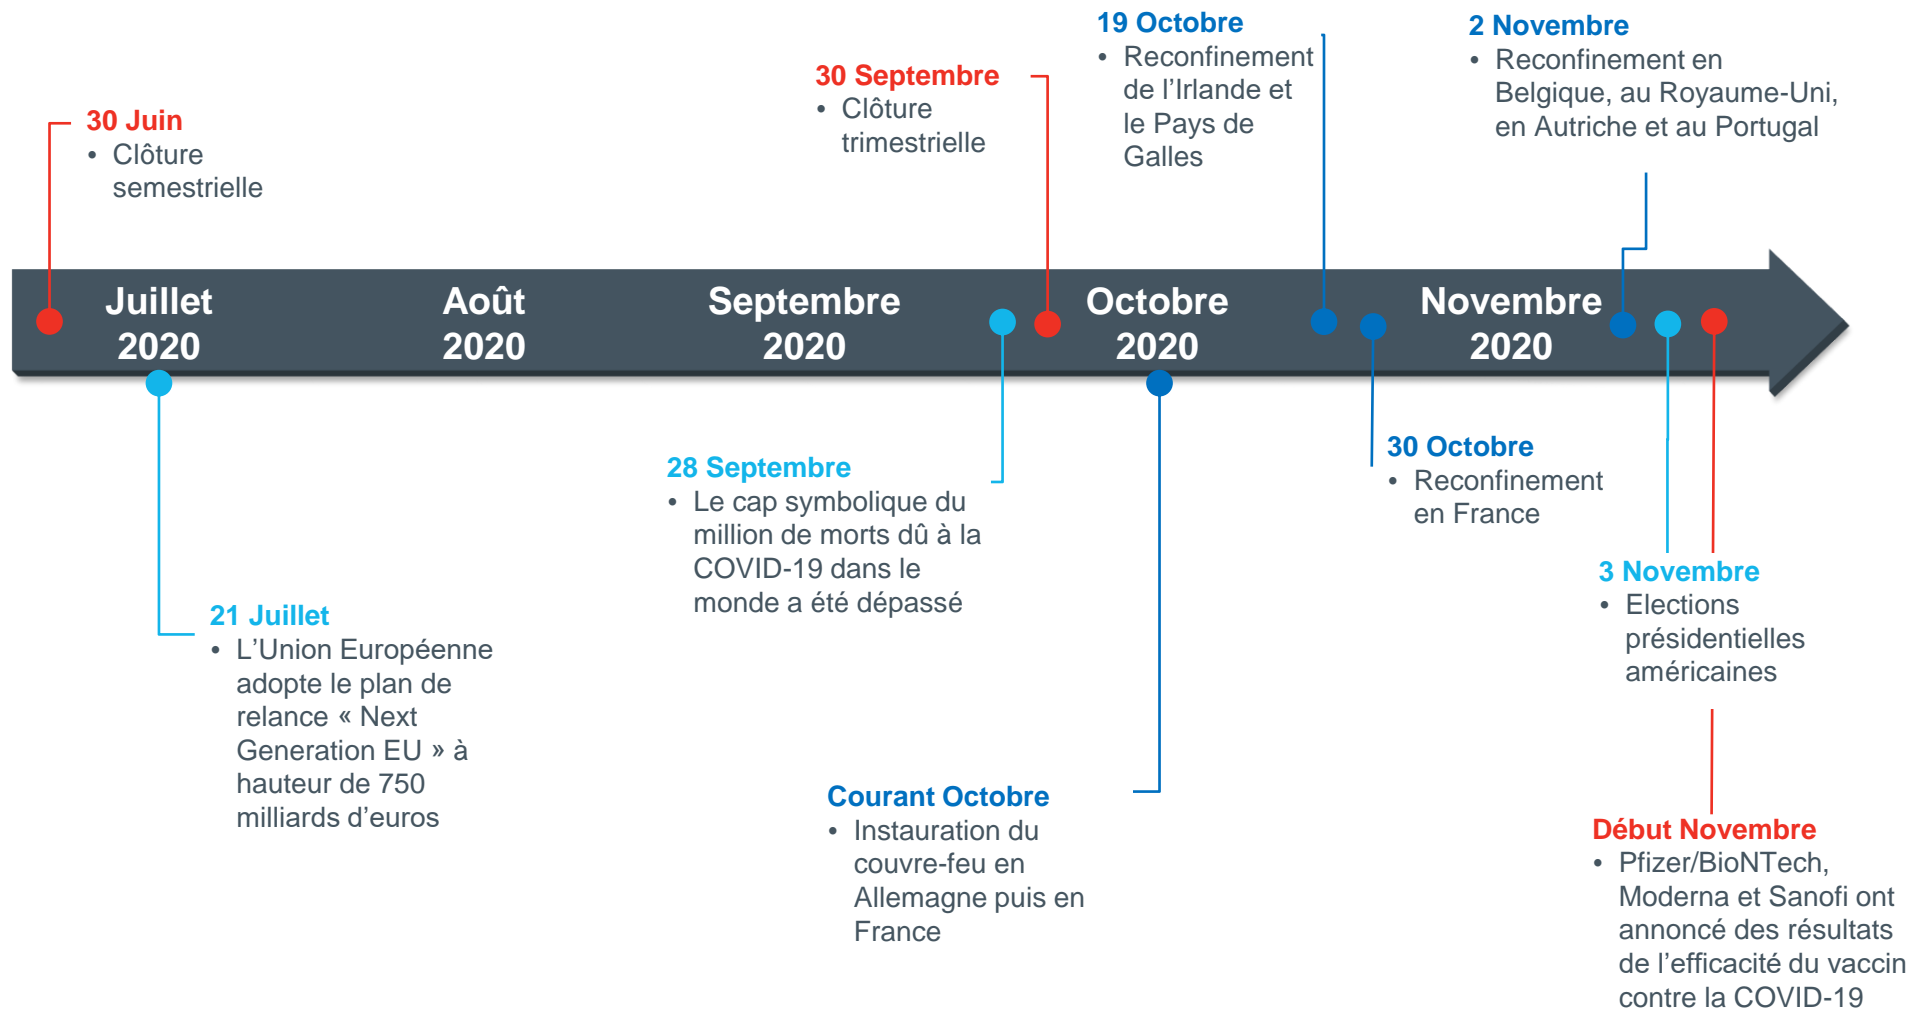 30 Juin
• Clôture
semestrielle
30 Septembre
• Clôture
trimestrielle
19 Octobre
• Reconfinement
de l’Irlande et
le Pays de
Galles
2 Novembre
• Reconfinement en
Belgique, au Royaume-Uni,
en Autriche et au Portugal
Juillet
2020
Août
2020
Septembre
2020
Octobre
2020
Novembre
2020
21 Juillet
• L’Union Européenne
adopte le plan de
relance « Next
Generation EU » à
hauteur de 750
milliards d’euros
28 Septembre
• Le cap symbolique du
million de morts dû à la
COVID-19 dans le
monde a été dépassé
Courant Octobre
• Instauration du
couvre-feu en
Allemagne puis en
France
30 Octobre
• Reconfinement
en France
3 Novembre
• Elections
présidentielles
américaines
Début Novembre
• Pfizer/BioNTech,
Moderna et Sanofi ont
annoncé des résultats
de l’efficacité du vaccin
contre la COVID-19